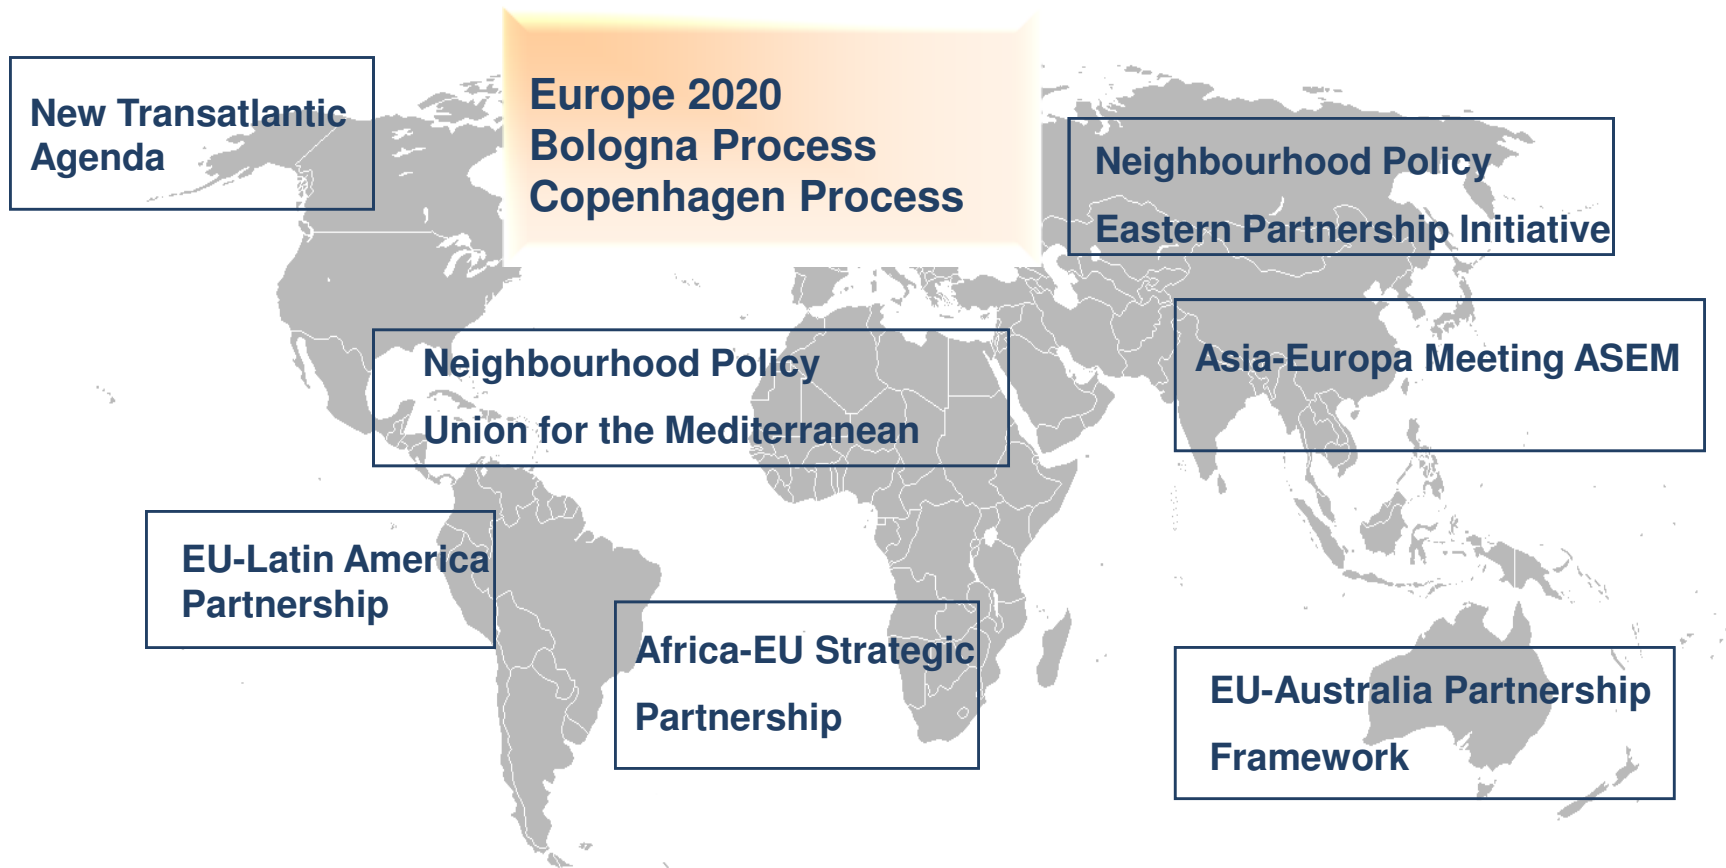 New Transatlantic
Agenda
Europe 2020
Bologna Process
Copenhagen Process
Neighbourhood Policy
Eastern Partnership Initiative
Neighbourhood Policy
Union for the Mediterranean
Asia-Europa Meeting ASEM
EU-Latin America
Partnership
Africa-EU Strategic
Partnership
EU-Australia Partnership
Framework